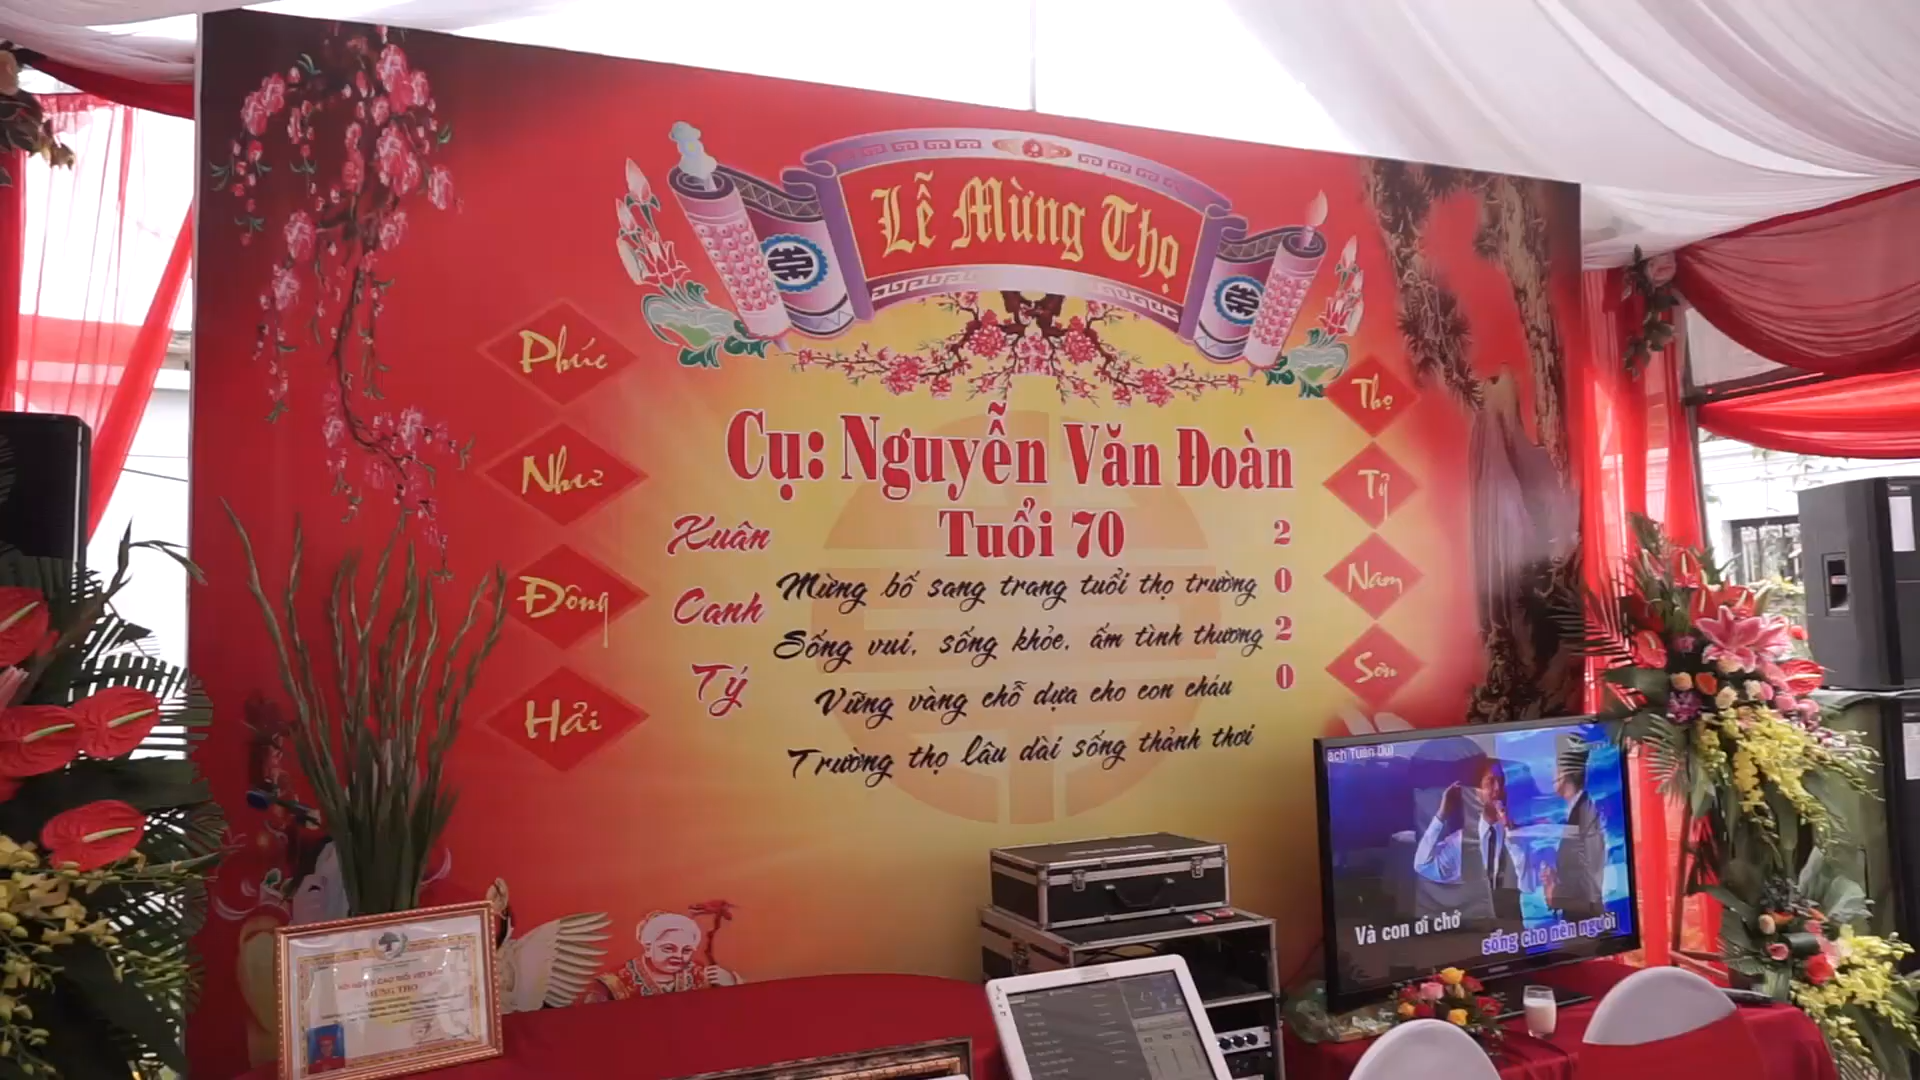 Lễ Mừng Thọ
Phúc
Như
Đông
Hải
Thọ
Tỷ
Nam
Sơn
Cụ: Nguyễn Văn Đoàn
Tuổi 70
Xuân
Canh
Tý
2
0
2
0
Mừng bố sang trang tuổi thọ trường
Sống vui, sống khỏe, ấm tình thương
Vững vàng chỗ dựa cho con cháu
Trường thọ lâu dài sống thảnh thơi
Và con ơi chớ
sống cho nên người
MỪNG THỌ